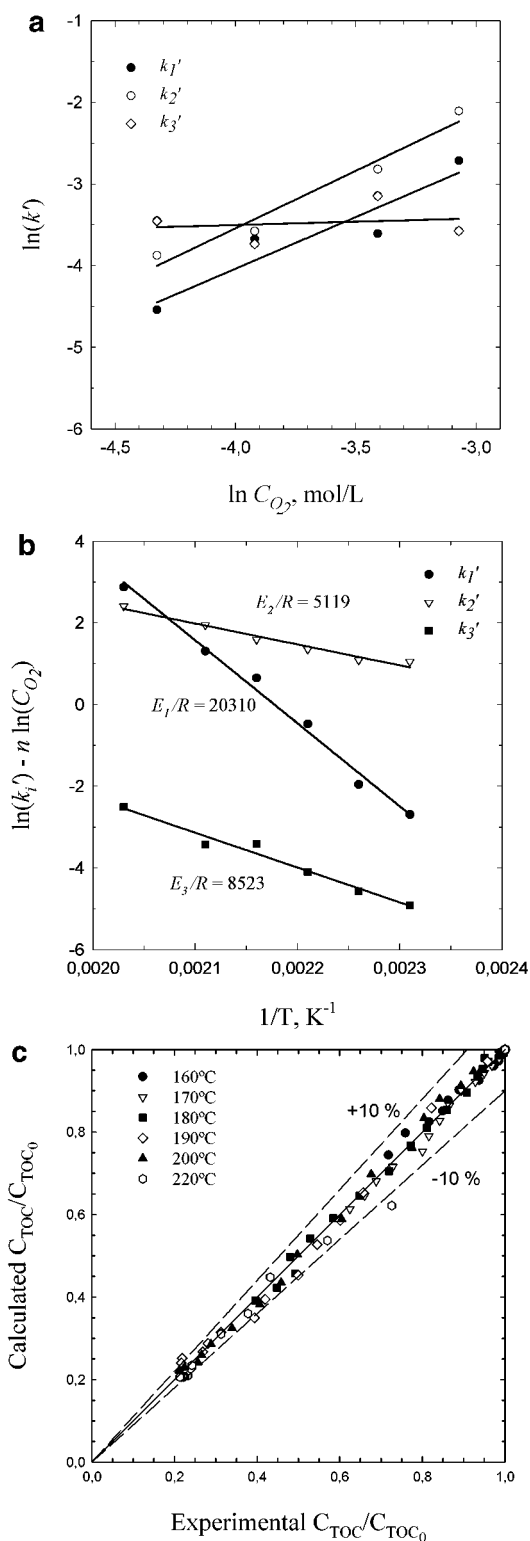 a
-1
-2
-3
-4
-5
-6
ln(k')
k1'
k2'
k3'
-4,5
-4,0
-3,5
-3,0
ln CO2, mol/L
b
4
2
0
-2
-4
-6
ln(ki') - n ln(CO2)
k1'
k2'
k3'
E2/R = 5119
E1/R = 20310
E3/R = 8523
0,0020
0,0021
0,0022
0,0023
0,0024
1/T, K-1
c
1,0
0,8
0,6
0,4
0,2
0,0
Calculated CTOC/CTOC0
160ºC
170ºC
180ºC
190ºC
200ºC
220ºC
+10 %
-10 %
0,0
0,2
0,4
0,6
0,8
1,0
Experimental CTOC/CTOC0